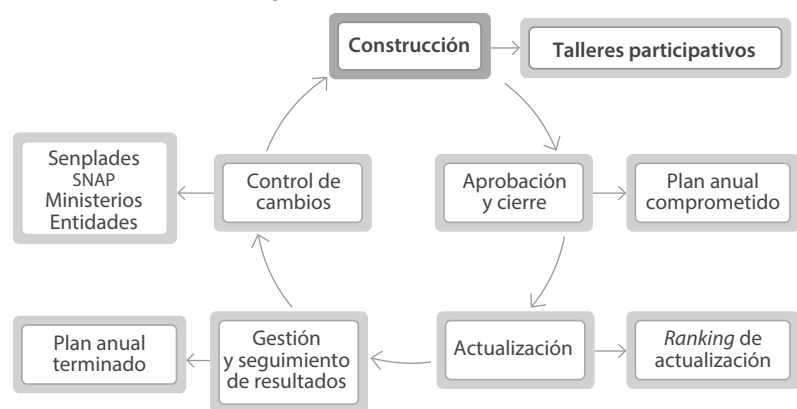 Construcción
Talleres participativos
Senplades
SNAP
Ministerios
Entidades
Control de
cambios
Aprobación
y cierre
Plan anual
comprometido
Plan anual
terminado
Gestión
y seguimiento
de resultados
Actualización
Ranking de
actualización